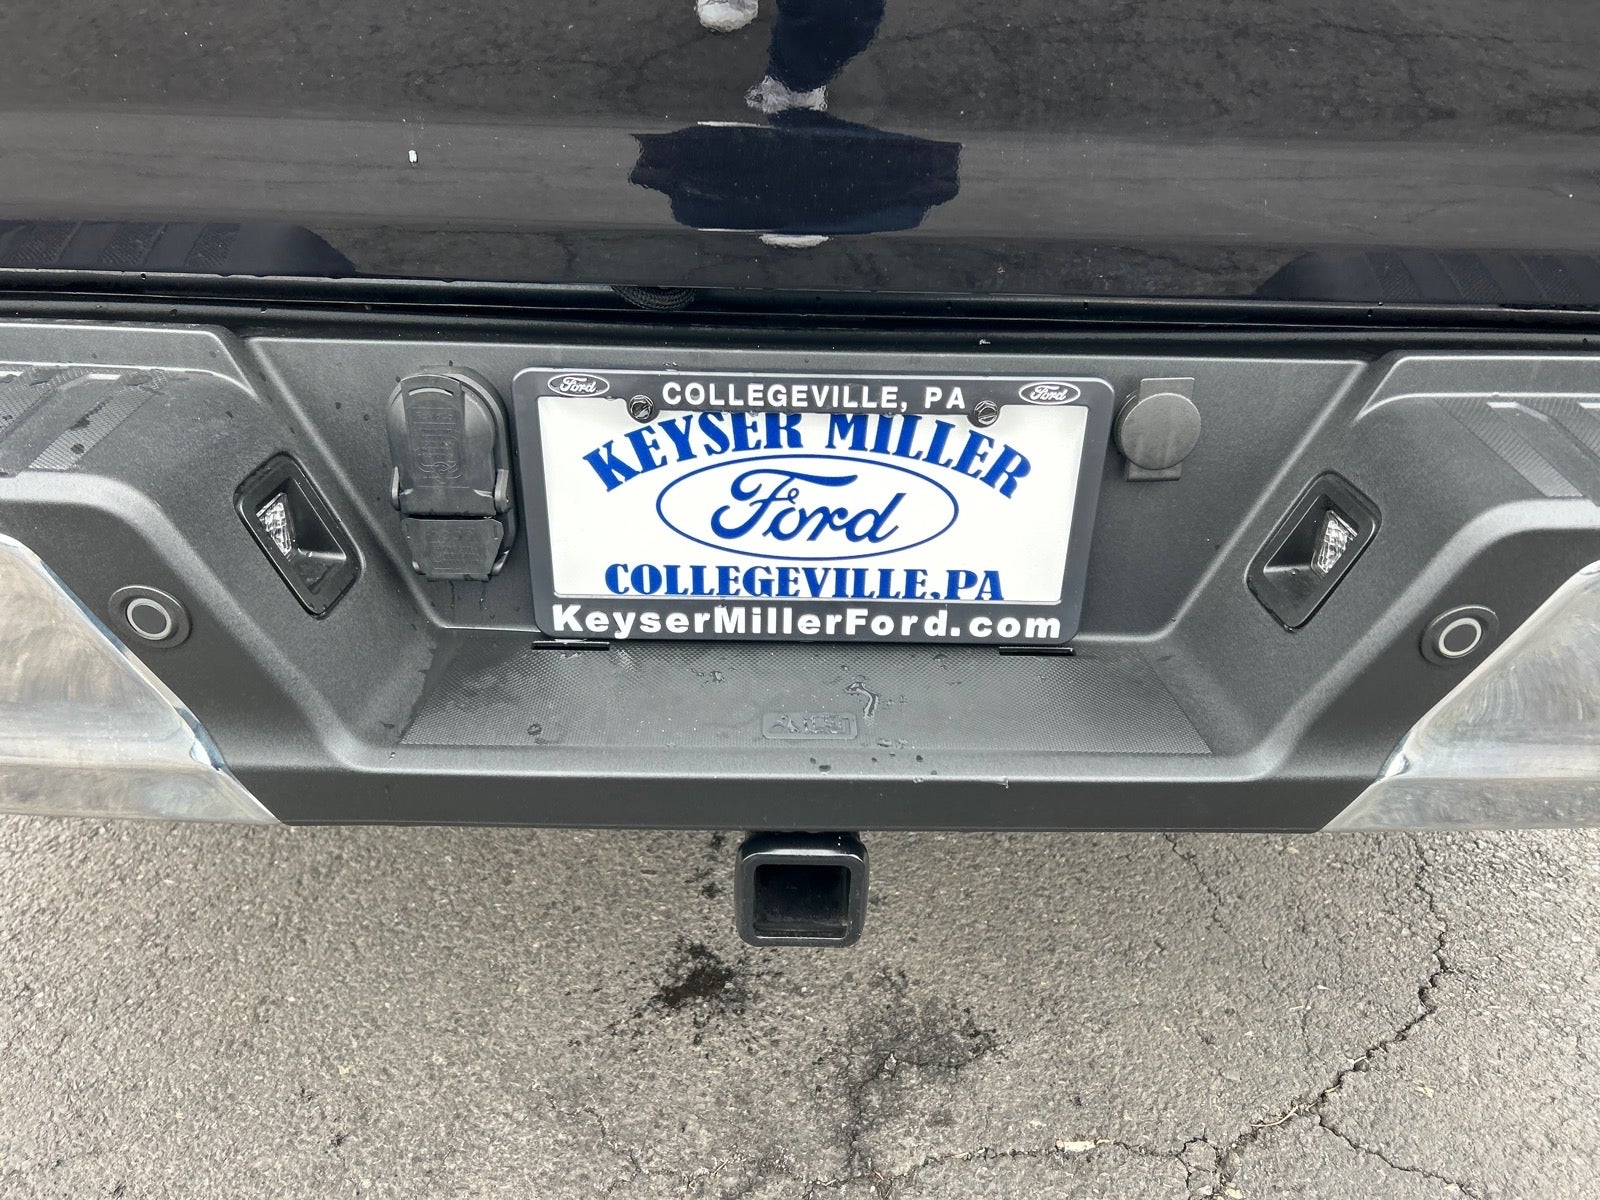 Ford COLLEGEVILLE, PA Ford
KEYSER MILLER
Ford
COLLEGEVILLE, PA
KeyserMillerFord.com